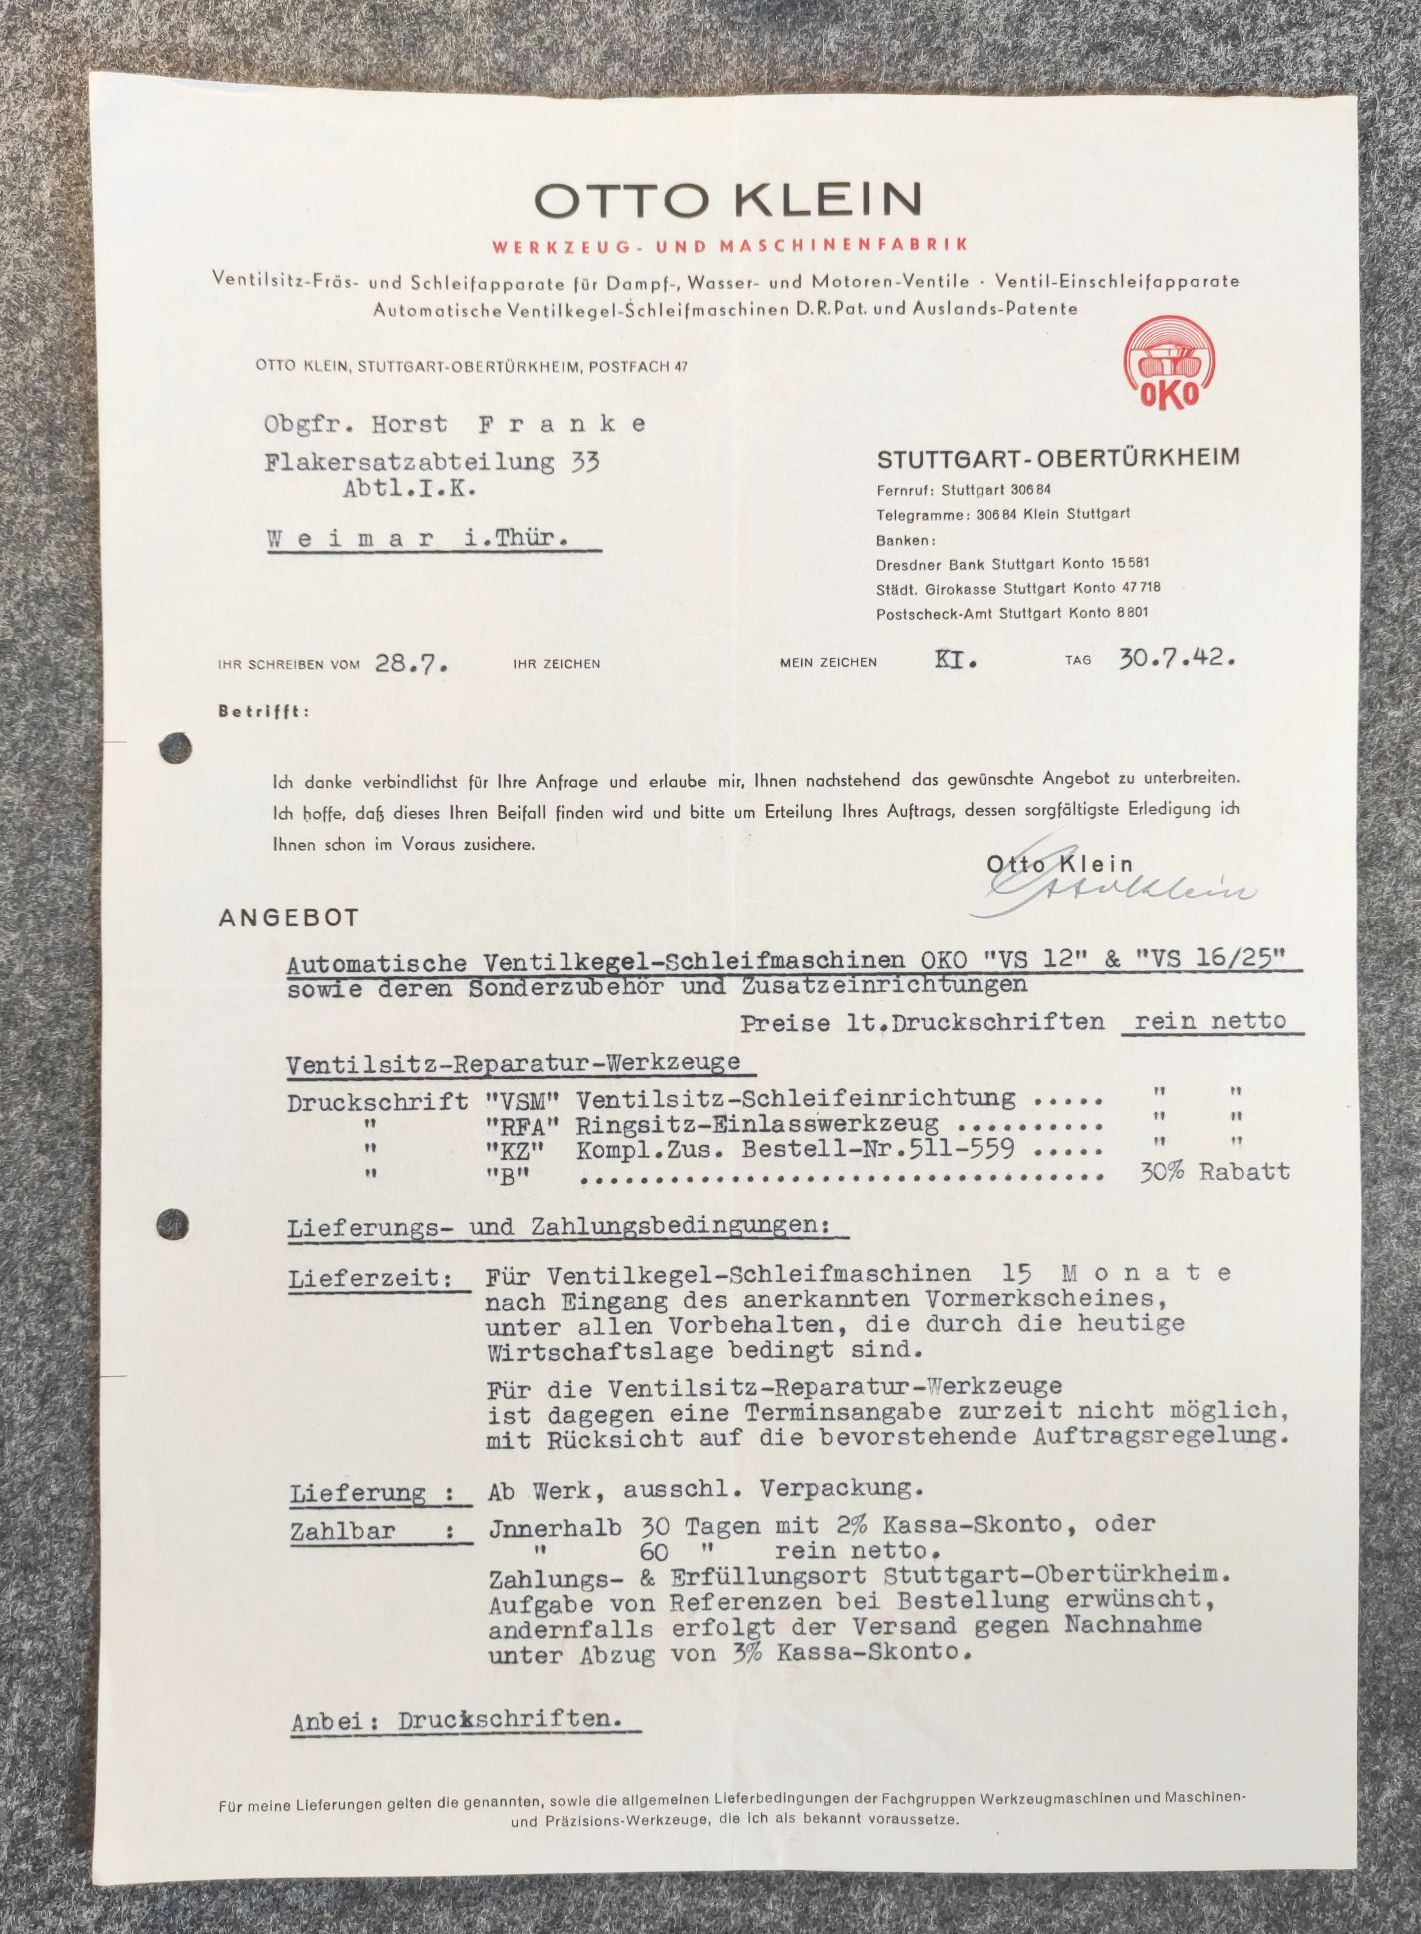 OTTO KLEIN
WERKZEUG- UND MASCHINENFABRIK
Ventilsitz-Fräs- und Schleifapparate für Dampf-, Wasser- und Motoren-Ventile · Ventil-Einschleifapparate
Automatische Ventilkegel-Schleifmaschinen D.R.Pat. und Auslands-Patente
OKO
OTTO KLEIN, STUTTGART-OBERTÜRKHEIM, POSTFACH 47
Obgfr. Horst F r a n k e
Flakersatzabteilung 33
Abtl.I.K.
W e i m a r i.Thür.
STUTTGART-OBERTÜRKHEIM
Fernruf: Stuttgart 30684
Telegramme: 30684 Klein Stuttgart
Banken:
Dresdner Bank Stuttgart Konto 15581
Städt. Girokasse Stuttgart Konto 47718
Postscheck-Amt Stuttgart Konto 8801
IHR SCHREIBEN VOM 28.7. IHR ZEICHEN MEIN ZEICHEN KI. TAG 30.7.42.
Betrifft:
Ich danke verbindlichst für Ihre Anfrage und erlaube mir, Ihnen nachstehend das gewünschte Angebot zu unterbreiten.
Ich hoffe, daß dieses Ihren Beifall finden wird und bitte um Erteilung Ihres Auftrags, dessen sorgfältigste Erledigung ich
Ihnen schon im Voraus zusichere.
Otto Klein
Otto Klein
ANGEBOT
Automatische Ventilkegel-Schleifmaschinen OKO "VS 12" & "VS 16/25"
sowie deren Sonderzubehör und Zusatzeinrichtungen
Preise lt.Druckschriften rein netto
Ventilsitz-Reparatur-Werkzeuge
Druckschrift "VSM" Ventilsitz-Schleifeinrichtung ..... " "
" "RFA" Ringsitz-Einlasswerkzeug .......... " "
" "KZ" Kompl.Zus. Bestell-Nr.511-559 ..... " "
" "B" ................................... 30% Rabatt
Lieferungs- und Zahlungsbedingungen:
Lieferzeit: Für Ventilkegel-Schleifmaschinen 15 M o n a t e
nach Eingang des anerkannten Vormerkscheines,
unter allen Vorbehalten, die durch die heutige
Wirtschaftslage bedingt sind.
Für die Ventilsitz-Reparatur-Werkzeuge
ist dagegen eine Terminsangabe zurzeit nicht möglich,
mit Rücksicht auf die bevorstehende Auftragsregelung.
Lieferung : Ab Werk, ausschl. Verpackung.
Zahlbar : Jnnerhalb 30 Tagen mit 2% Kassa-Skonto, oder
" 60 " rein netto.
Zahlungs- & Erfüllungsort Stuttgart-Obertürkheim.
Aufgabe von Referenzen bei Bestellung erwünscht,
andernfalls erfolgt der Versand gegen Nachnahme
unter Abzug von 3% Kassa-Skonto.
Anbei: Druckschriften.
Für meine Lieferungen gelten die genannten, sowie die allgemeinen Lieferbedingungen der Fachgruppen Werkzeugmaschinen und Maschinen-
und Präzisions-Werkzeuge, die ich als bekannt voraussetze.